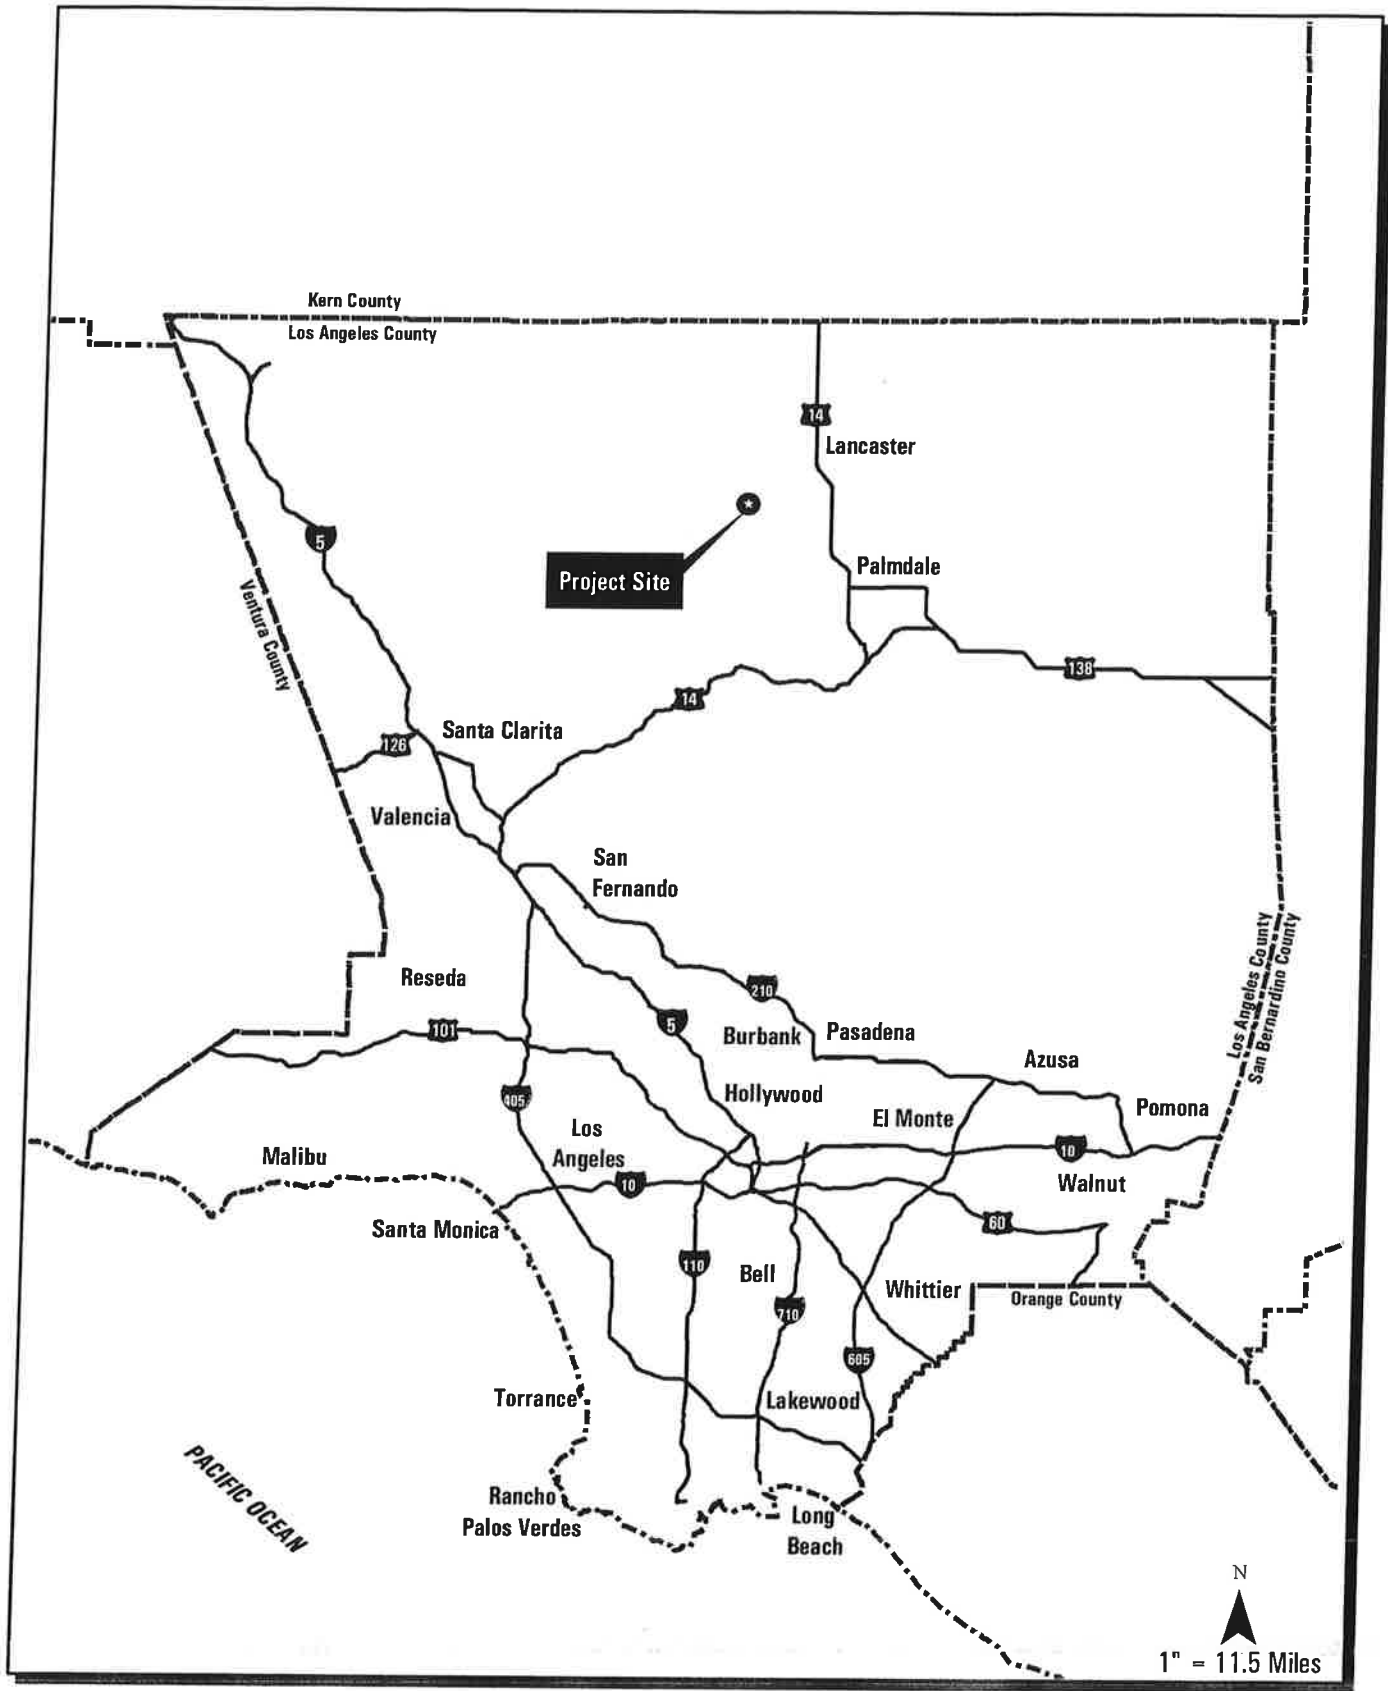 Kern County
Los Angeles County
14
Lancaster
5
Project Site
Palmdale
Ventura County
138
14
Santa Clarita
126
Valencia
San
Fernando
Los Angeles County
San Bernardino County
Reseda
210
5
101
Burbank
Pasadena
Azusa
405
Hollywood
El Monte
Pomona
Los
Angeles
Malibu
10
10
Walnut
Santa Monica
60
110
Bell
Whittier
Orange County
710
605
Torrance
Lakewood
PACIFIC OCEAN
Rancho
Palos Verdes
Long
Beach
N
1" = 11.5 Miles